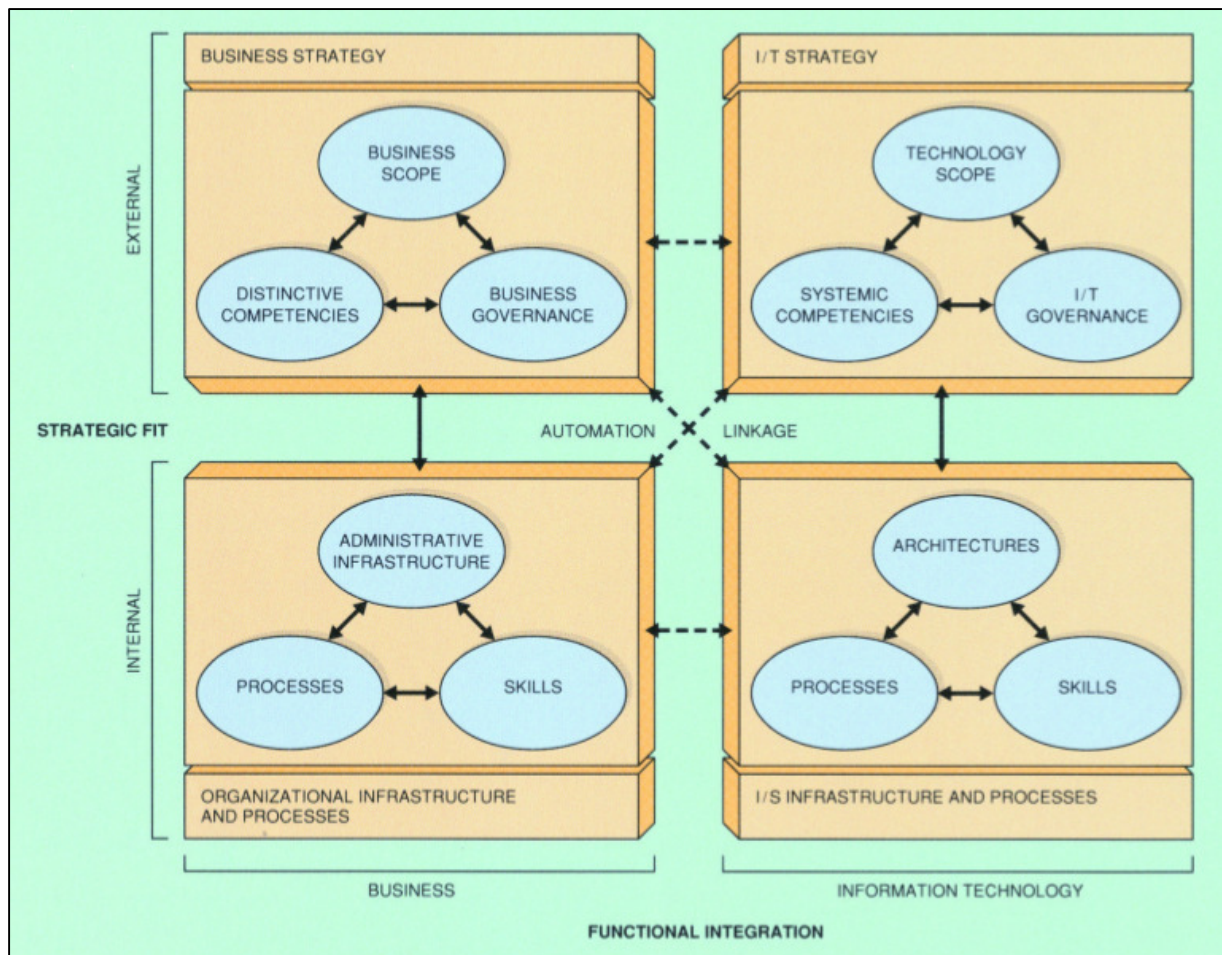 BUSINESS STRATEGY
I/T STRATEGY
BUSINESS
SCOPE
TECHNOLOGY
SCOPE
EXTERNAL
DISTINCTIVE
COMPETENCIES
BUSINESS
GOVERNANCE
SYSTEMIC
COMPETENCIES
I/T
GOVERNANCE
STRATEGIC FIT
AUTOMATION
LINKAGE
ADMINISTRATIVE
INFRASTRUCTURE
ARCHITECTURES
INTERNAL
PROCESSES
SKILLS
PROCESSES
SKILLS
ORGANIZATIONAL INFRASTRUCTURE
AND PROCESSES
I/S INFRASTRUCTURE AND PROCESSES
BUSINESS
INFORMATION TECHNOLOGY
FUNCTIONAL INTEGRATION